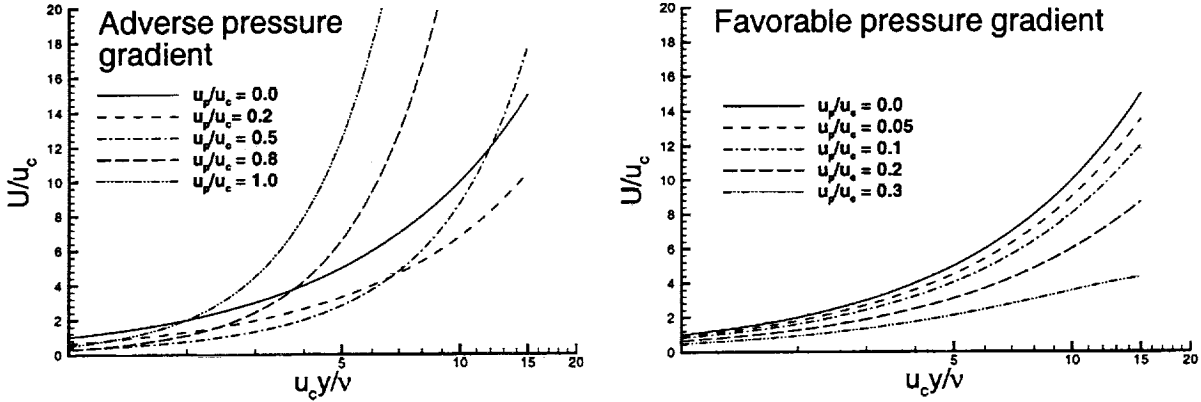 Adverse pressure
gradient
u_p/u_c = 0.0
u_p/u_c= 0.2
u_p/u_c = 0.5
u_p/u_c = 0.8
u_p/u_c = 1.0
20
18
16
14
12
10
8
6
4
2
0
U/u_c
5
10
15
20
u_cy/ν
Favorable pressure gradient
u_p/u_c = 0.0
u_p/u_c = 0.05
u_p/u_c = 0.1
u_p/u_c = 0.2
u_p/u_c = 0.3
20
18
16
14
12
10
8
6
4
2
0
U/u_c
5
10
15
20
u_cy/ν